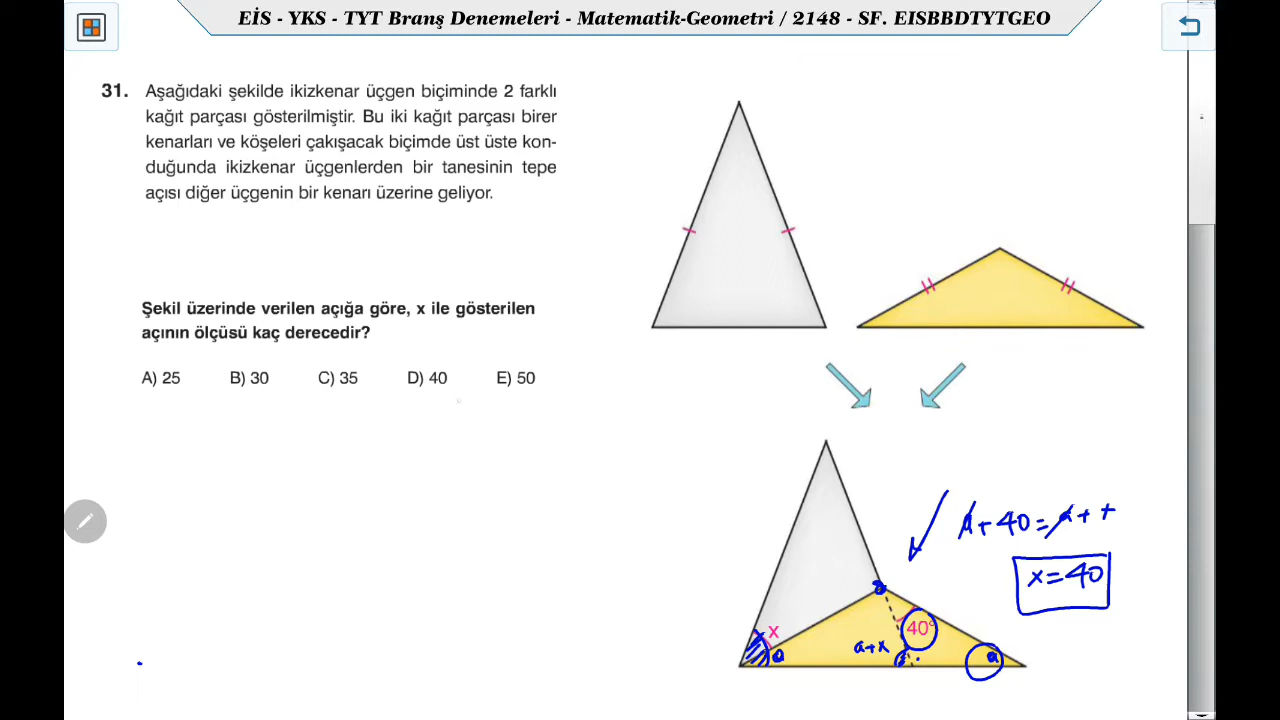 EİS - YKS - TYT Branş Denemeleri - Matematik-Geometri / 2148 - SF. EISBBDTYTGEO
31. Aşağıdaki şekilde ikizkenar üçgen biçiminde 2 farklı
kağıt parçası gösterilmiştir. Bu iki kağıt parçası birer
kenarları ve köşeleri çakışacak biçimde üst üste kon-
duğunda ikizkenar üçgenlerden bir tanesinin tepe
açısı diğer üçgenin bir kenarı üzerine geliyor.
Şekil üzerinde verilen açığa göre, x ile gösterilen
açının ölçüsü kaç derecedir?
A) 25 B) 30 C) 35 D) 40 E) 50
a+40=a+x
x=40
x
40°
a+x
a
a